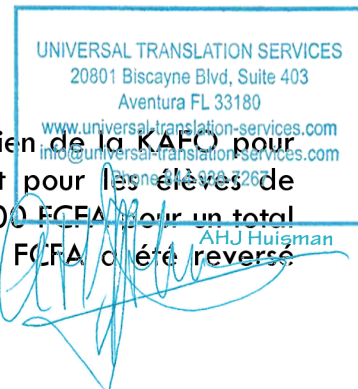 UNIVERSAL TRANSLATION SERVICES
20801 Biscayne Blvd, Suite 403
Aventura FL 33180
www.universal-translation-services.com
ien de la KAFO pour
info@universal-translation-services.com
t pour les élèves de
Phone
00 FCFA pour un total
AHJ Huisman
FCFA a été reversé